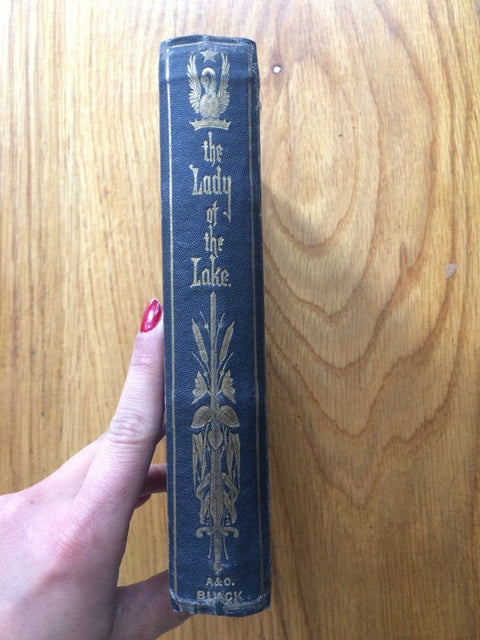 the
Lady
of
the
Lake.
A&C.
BLACK